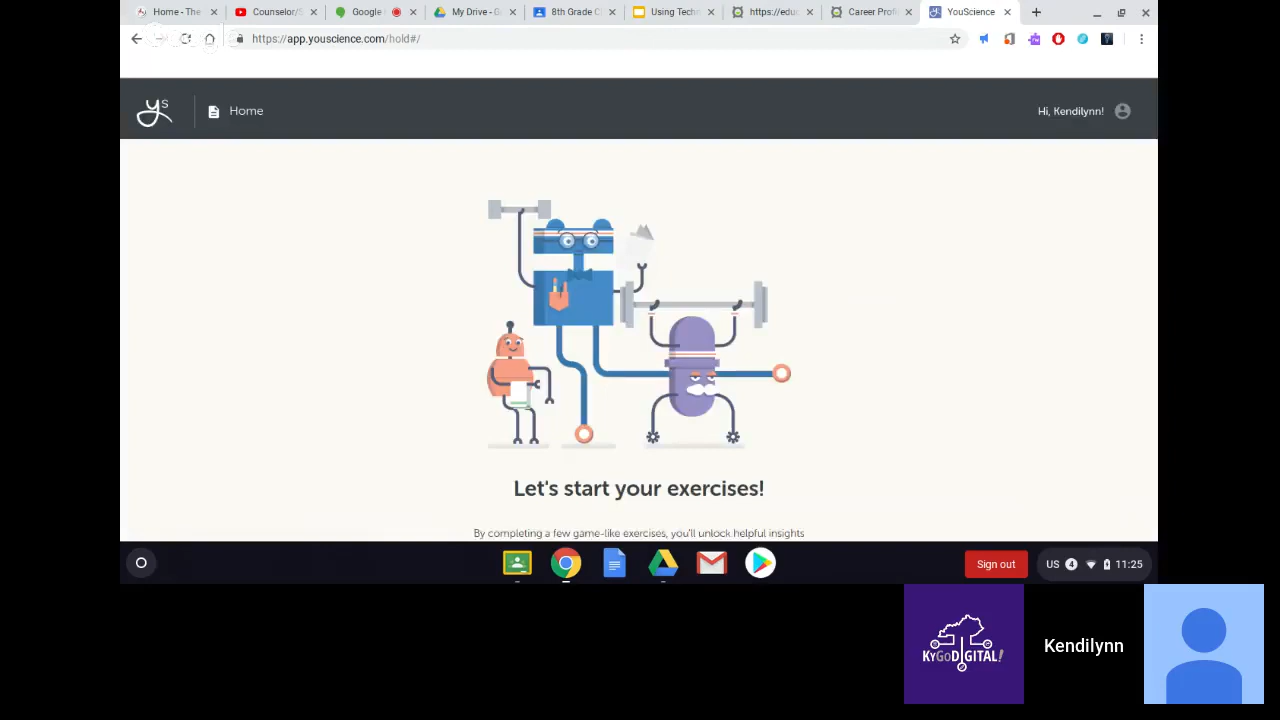 Home - The
Counselor/S
Google
My Drive - G
8th Grade C
Using Tech
https://edu
Career Profi
YouScience
https://app.youscience.com/hold#/
ys
Home
Hi, Kendilynn!
Let's start your exercises!
By completing a few game-like exercises, you'll unlock helpful insights
Sign out
US 4 11:25
KyGoDIGITAL!
Kendilynn